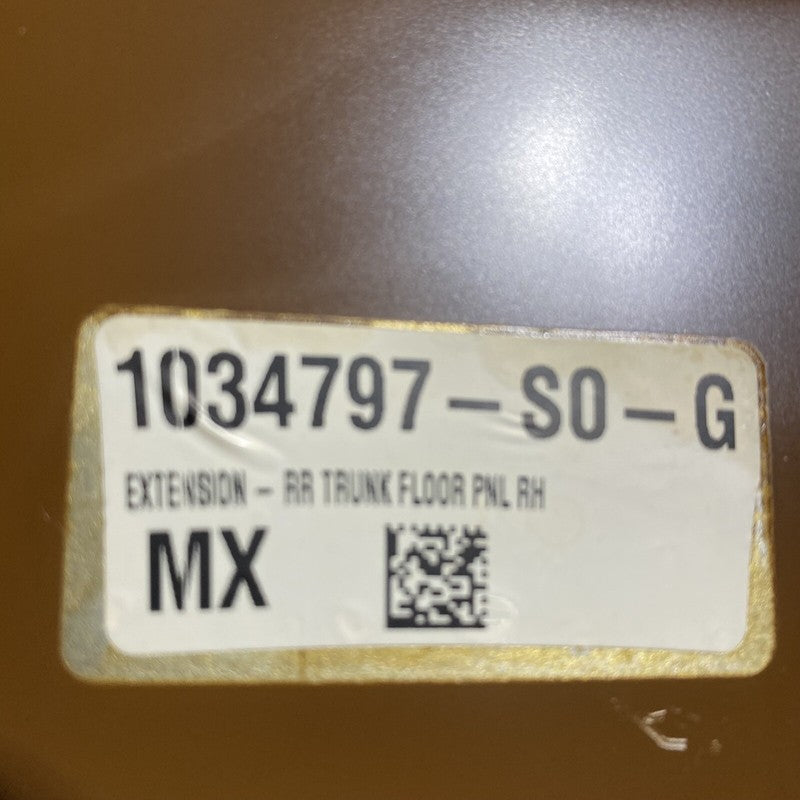 1034797-S0-G
EXTENSION - RR TRUNK FLOOR PNL RH
MX